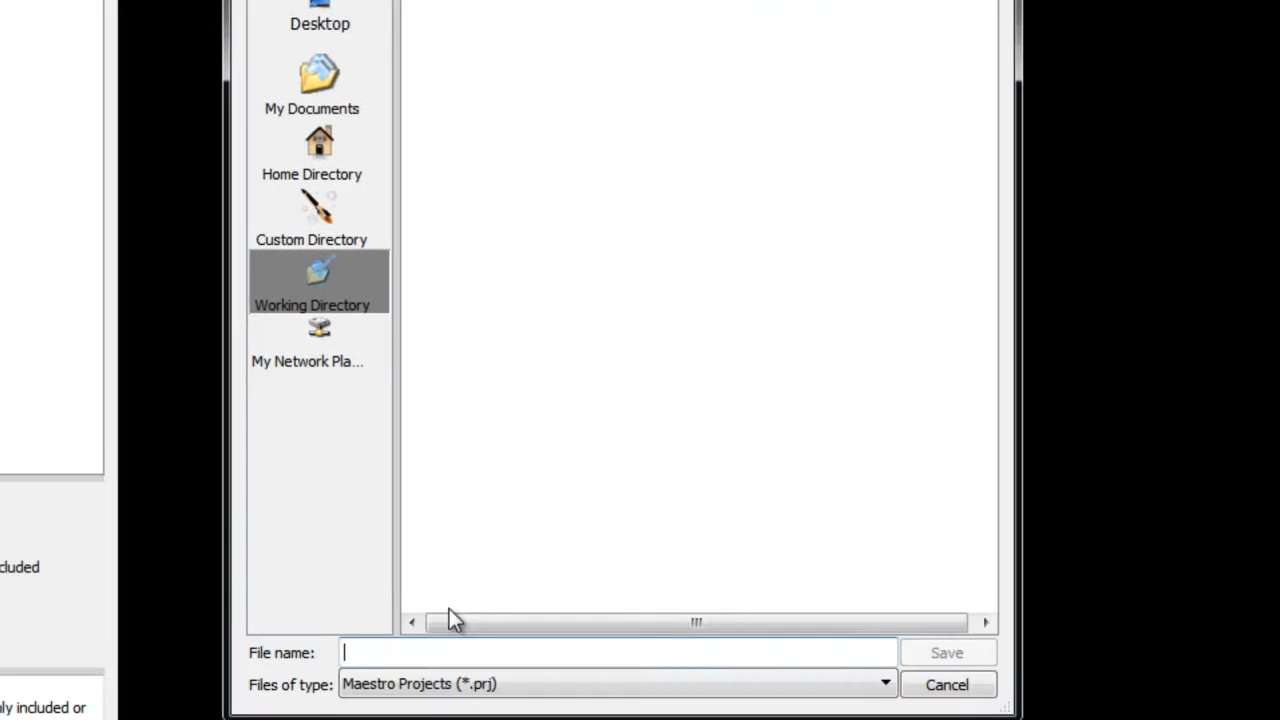 Desktop
My Documents
Home Directory
Custom Directory
Working Directory
My Network Pla...
cluded
File name:
Save
Files of type: Maestro Projects (*.prj)
Cancel
ly included or